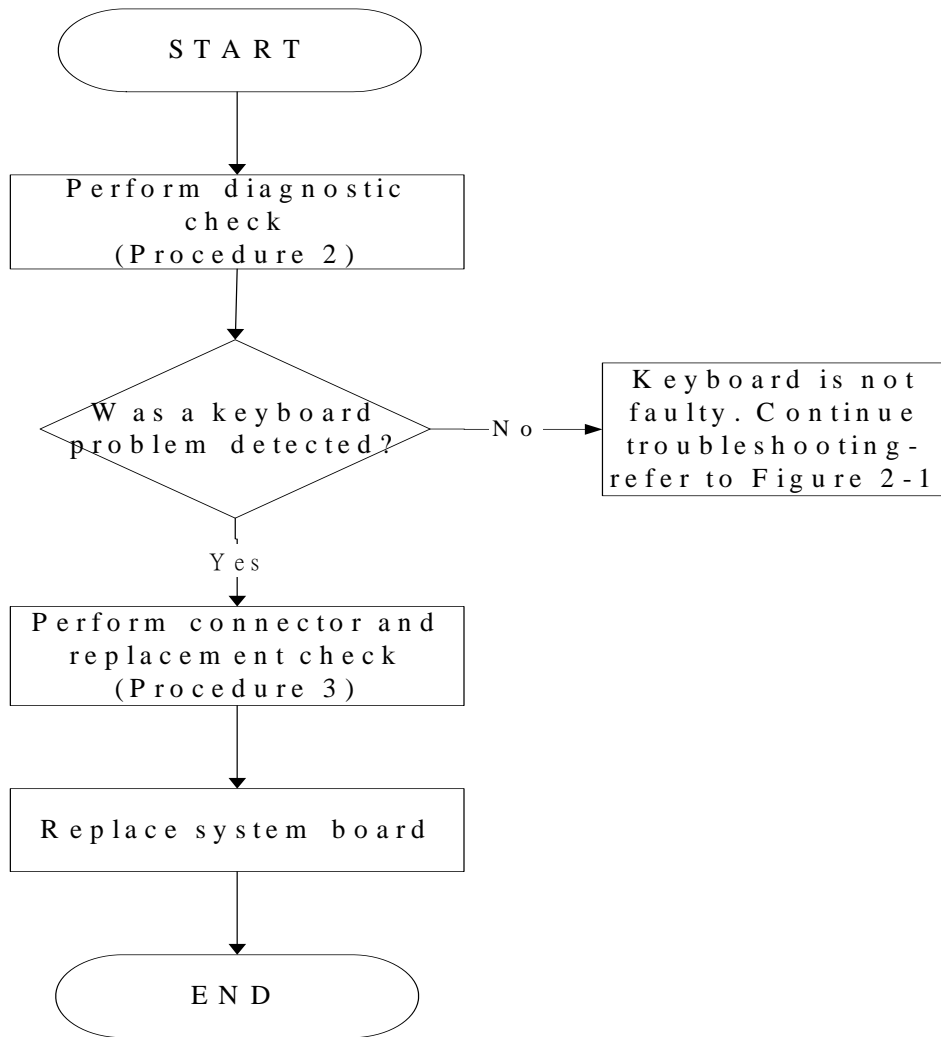 START
Perform diagnostic
check
(Procedure 2)
Was a keyboard
problem detected?
No
Keyboard is not
faulty. Continue
troubleshooting-
refer to Figure 2-1
Yes
Perform connector and
replacement check
(Procedure 3)
Replace system board
END